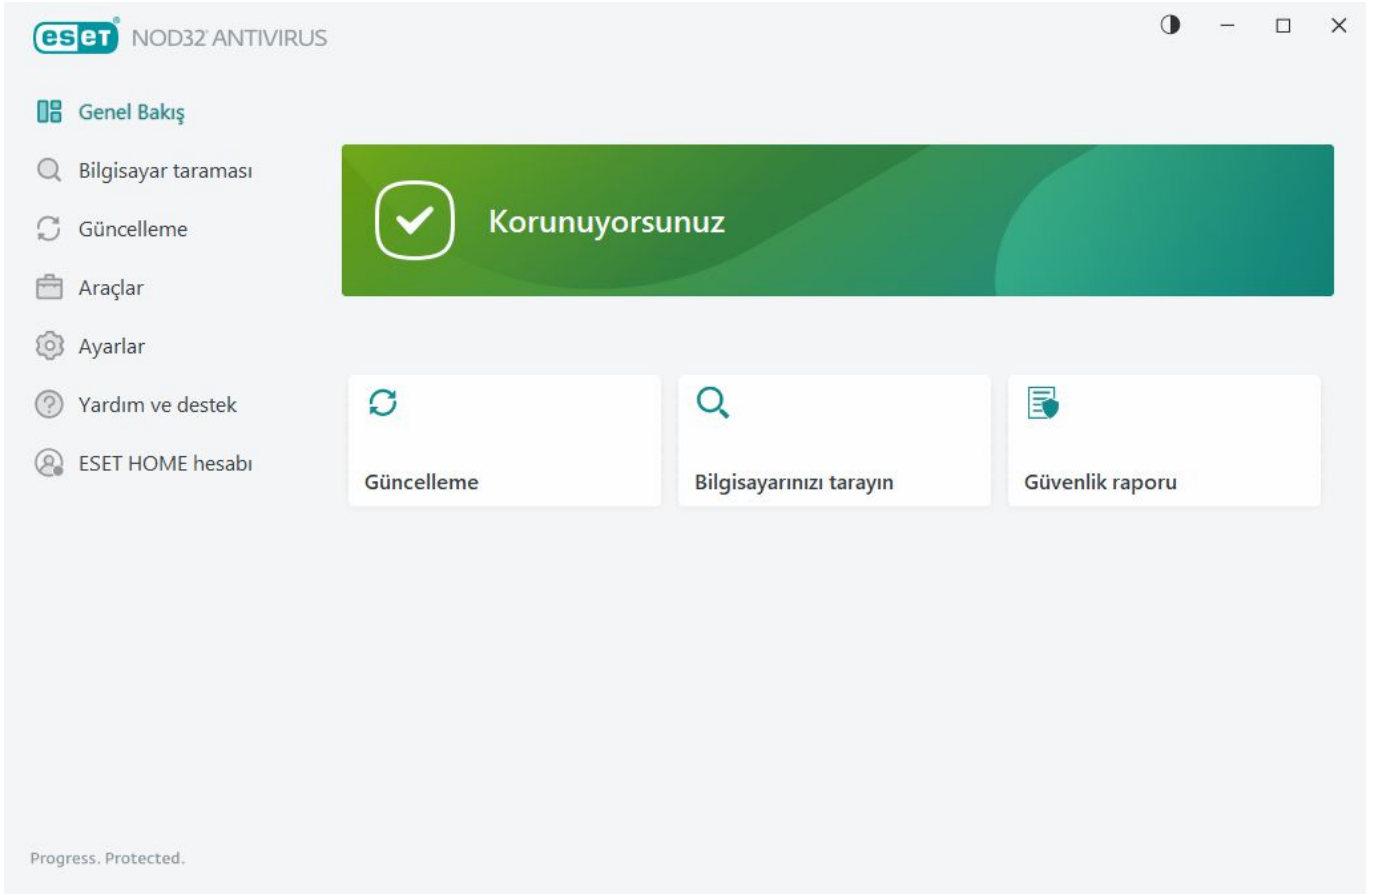 eset NOD32 ANTIVIRUS
Genel Bakış
Bilgisayar taraması
Güncelleme
Araçlar
Ayarlar
Yardım ve destek
ESET HOME hesabı
Korunuyorsunuz
Güncelleme
Bilgisayarınızı tarayın
Güvenlik raporu
Progress. Protected.